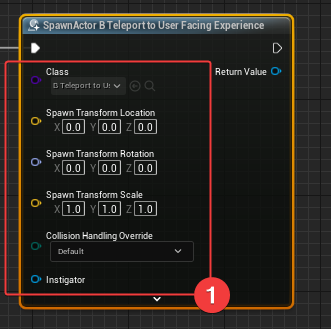 SpawnActor B Teleport to User Facing Experience
Class
Return Value
B Teleport to Us
Spawn Transform Location
X 0.0 Y 0.0 Z 0.0
Spawn Transform Rotation
X 0.0 Y 0.0 Z 0.0
Spawn Transform Scale
X 1.0 Y 1.0 Z 1.0
Collision Handling Override
Default
Instigator
1